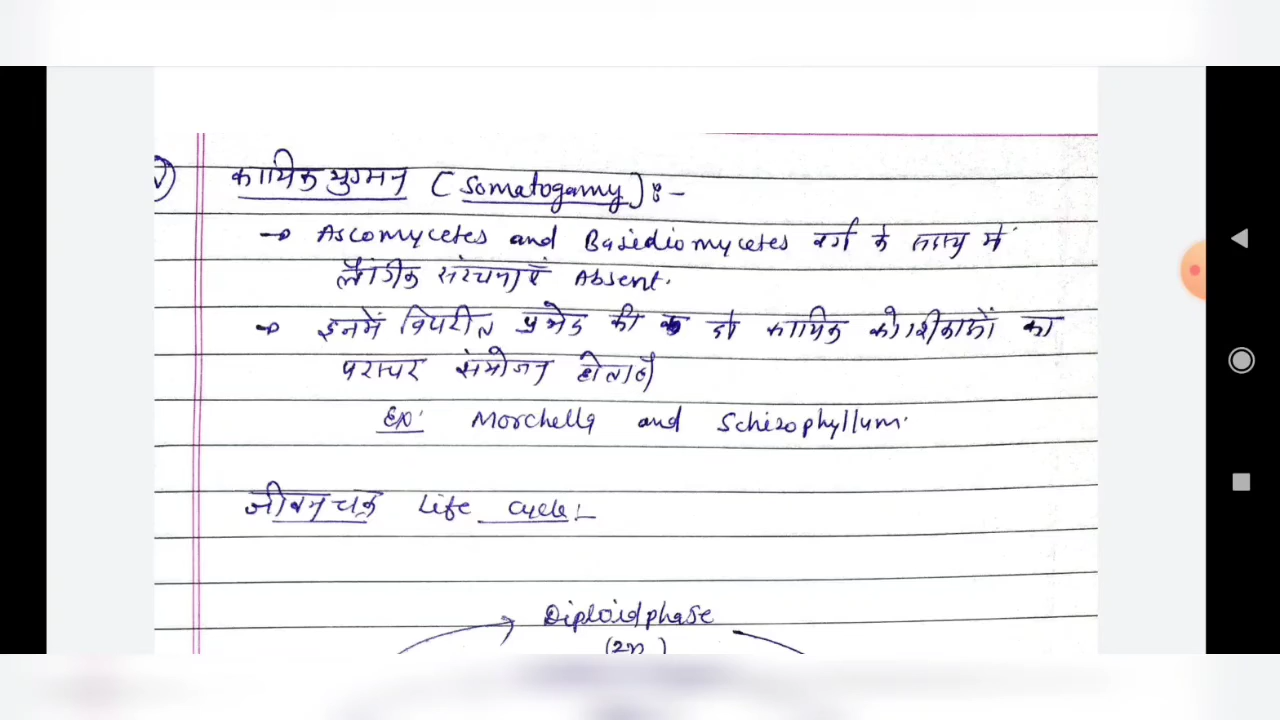 v) कायिक युग्मन (Somatogamy) :-
→ Ascomycetes and Basidiomycetes वर्ग के सदस्य में
लैंगीक संरचनाएँ Absent.
→ इनमें विपरीत प्रभेद की दो कायिक कोशीकाओं का
परस्पर संयोजन होता है
Ex: Morchella and Schizophyllum.
जीवनचक्र Life Cycle:-
Diploid phase
(2n)